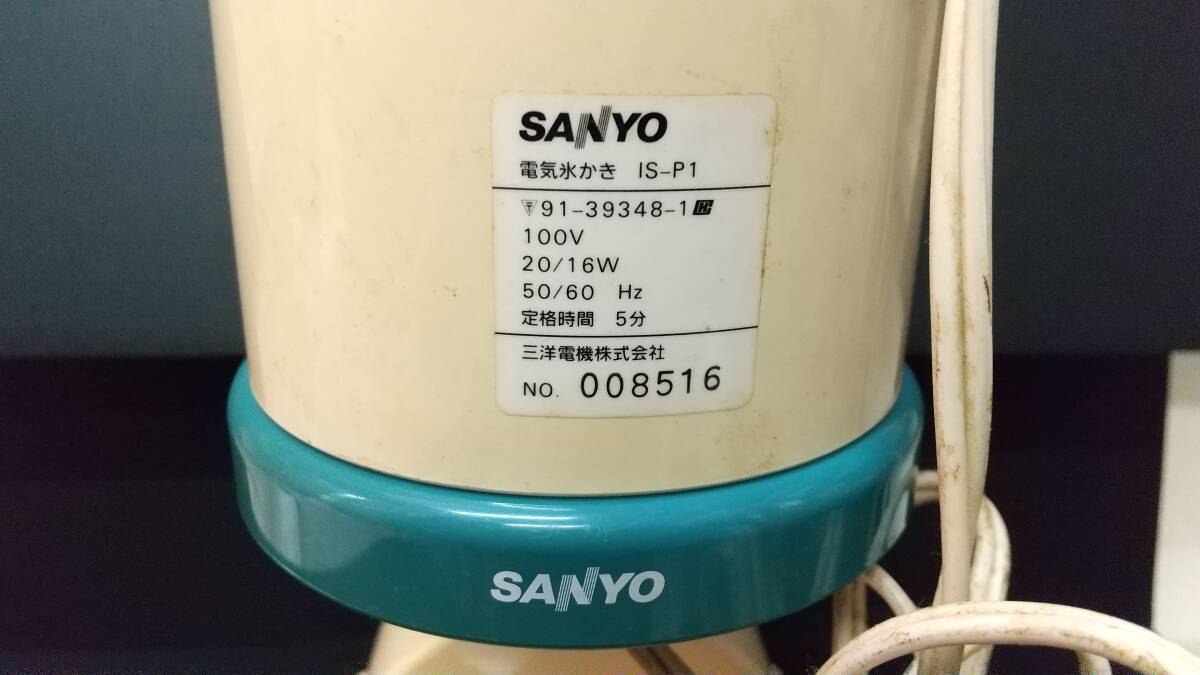 SANYO
電気氷かき IS-P1
〒91-39348-1
100V
20/16W
50/60 Hz
定格時間 5分
三洋電機株式会社
NO. 008516
SANYO